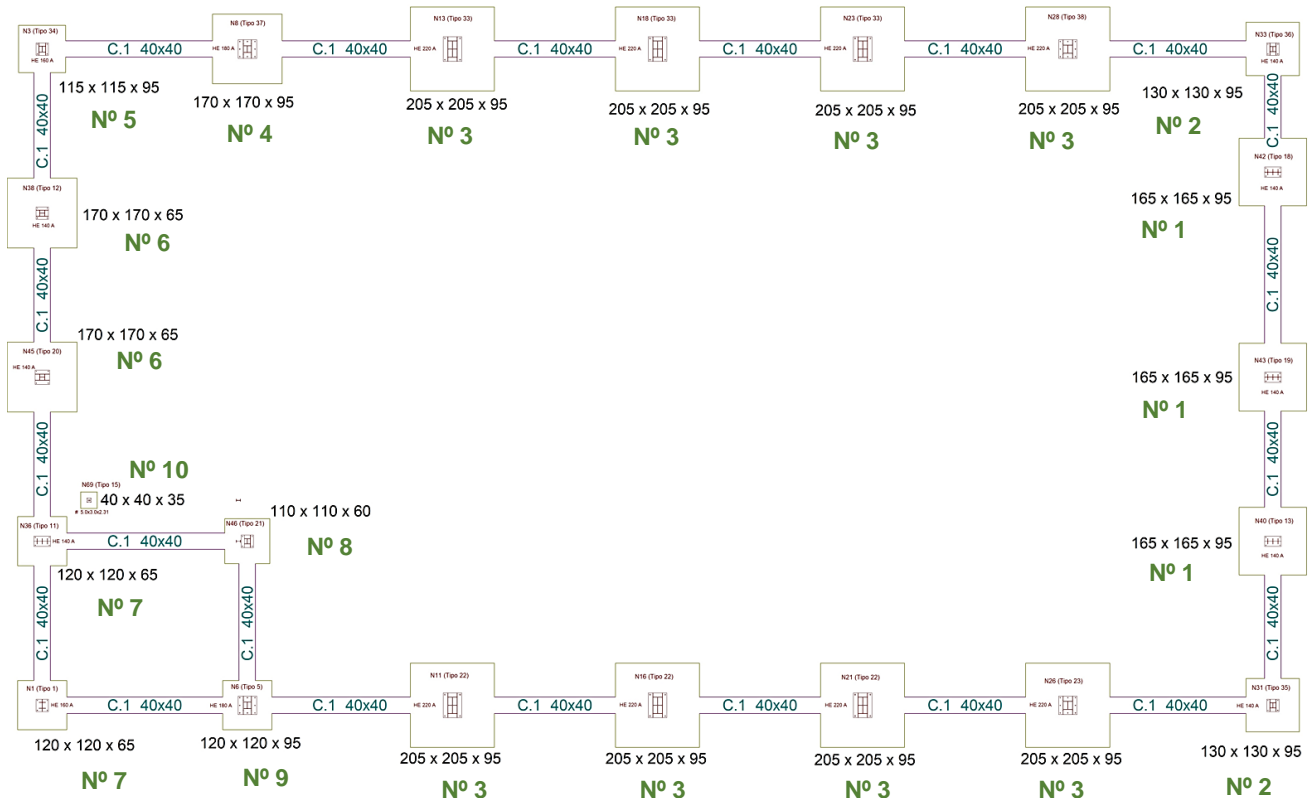 N3 (Tipo 34)
HE 160 A
C.1 40x40
N8 (Tipo 37)
HE 180 A
C.1 40x40
N13 (Tipo 33)
HE 220 A
C.1 40x40
N18 (Tipo 33)
HE 220 A
C.1 40x40
N23 (Tipo 33)
HE 220 A
C.1 40x40
N28 (Tipo 38)
HE 220 A
C.1 40x40
N33 (Tipo 36)
HE 140 A
115 x 115 x 95
Nº 5
170 x 170 x 95
Nº 4
205 x 205 x 95
Nº 3
205 x 205 x 95
Nº 3
205 x 205 x 95
Nº 3
205 x 205 x 95
Nº 3
130 x 130 x 95
Nº 2
C.1 40x40
C.1 40x40
N42 (Tipo 18)
HE 140 A
165 x 165 x 95
Nº 1
N38 (Tipo 12)
HE 140 A
170 x 170 x 65
Nº 6
C.1 40x40
C.1 40x40
170 x 170 x 65
Nº 6
N45 (Tipo 20)
HE 140 A
N43 (Tipo 19)
HE 140 A
165 x 165 x 95
Nº 1
C.1 40x40
C.1 40x40
Nº 10
N69 (Tipo 15)
40 x 40 x 35
110 x 110 x 60
Nº 8
N36 (Tipo 11)
HE 140 A
C.1 40x40
N46 (Tipo 21)
N40 (Tipo 13)
HE 140 A
165 x 165 x 95
Nº 1
120 x 120 x 65
Nº 7
C.1 40x40
C.1 40x40
C.1 40x40
N1 (Tipo 1)
HE 160 A
C.1 40x40
N6 (Tipo 5)
HE 180 A
C.1 40x40
N11 (Tipo 22)
HE 220 A
C.1 40x40
N16 (Tipo 22)
HE 220 A
C.1 40x40
N21 (Tipo 22)
HE 220 A
C.1 40x40
N26 (Tipo 23)
HE 220 A
C.1 40x40
N31 (Tipo 35)
HE 140 A
120 x 120 x 65
Nº 7
120 x 120 x 95
Nº 9
205 x 205 x 95
Nº 3
205 x 205 x 95
Nº 3
205 x 205 x 95
Nº 3
205 x 205 x 95
Nº 3
130 x 130 x 95
Nº 2